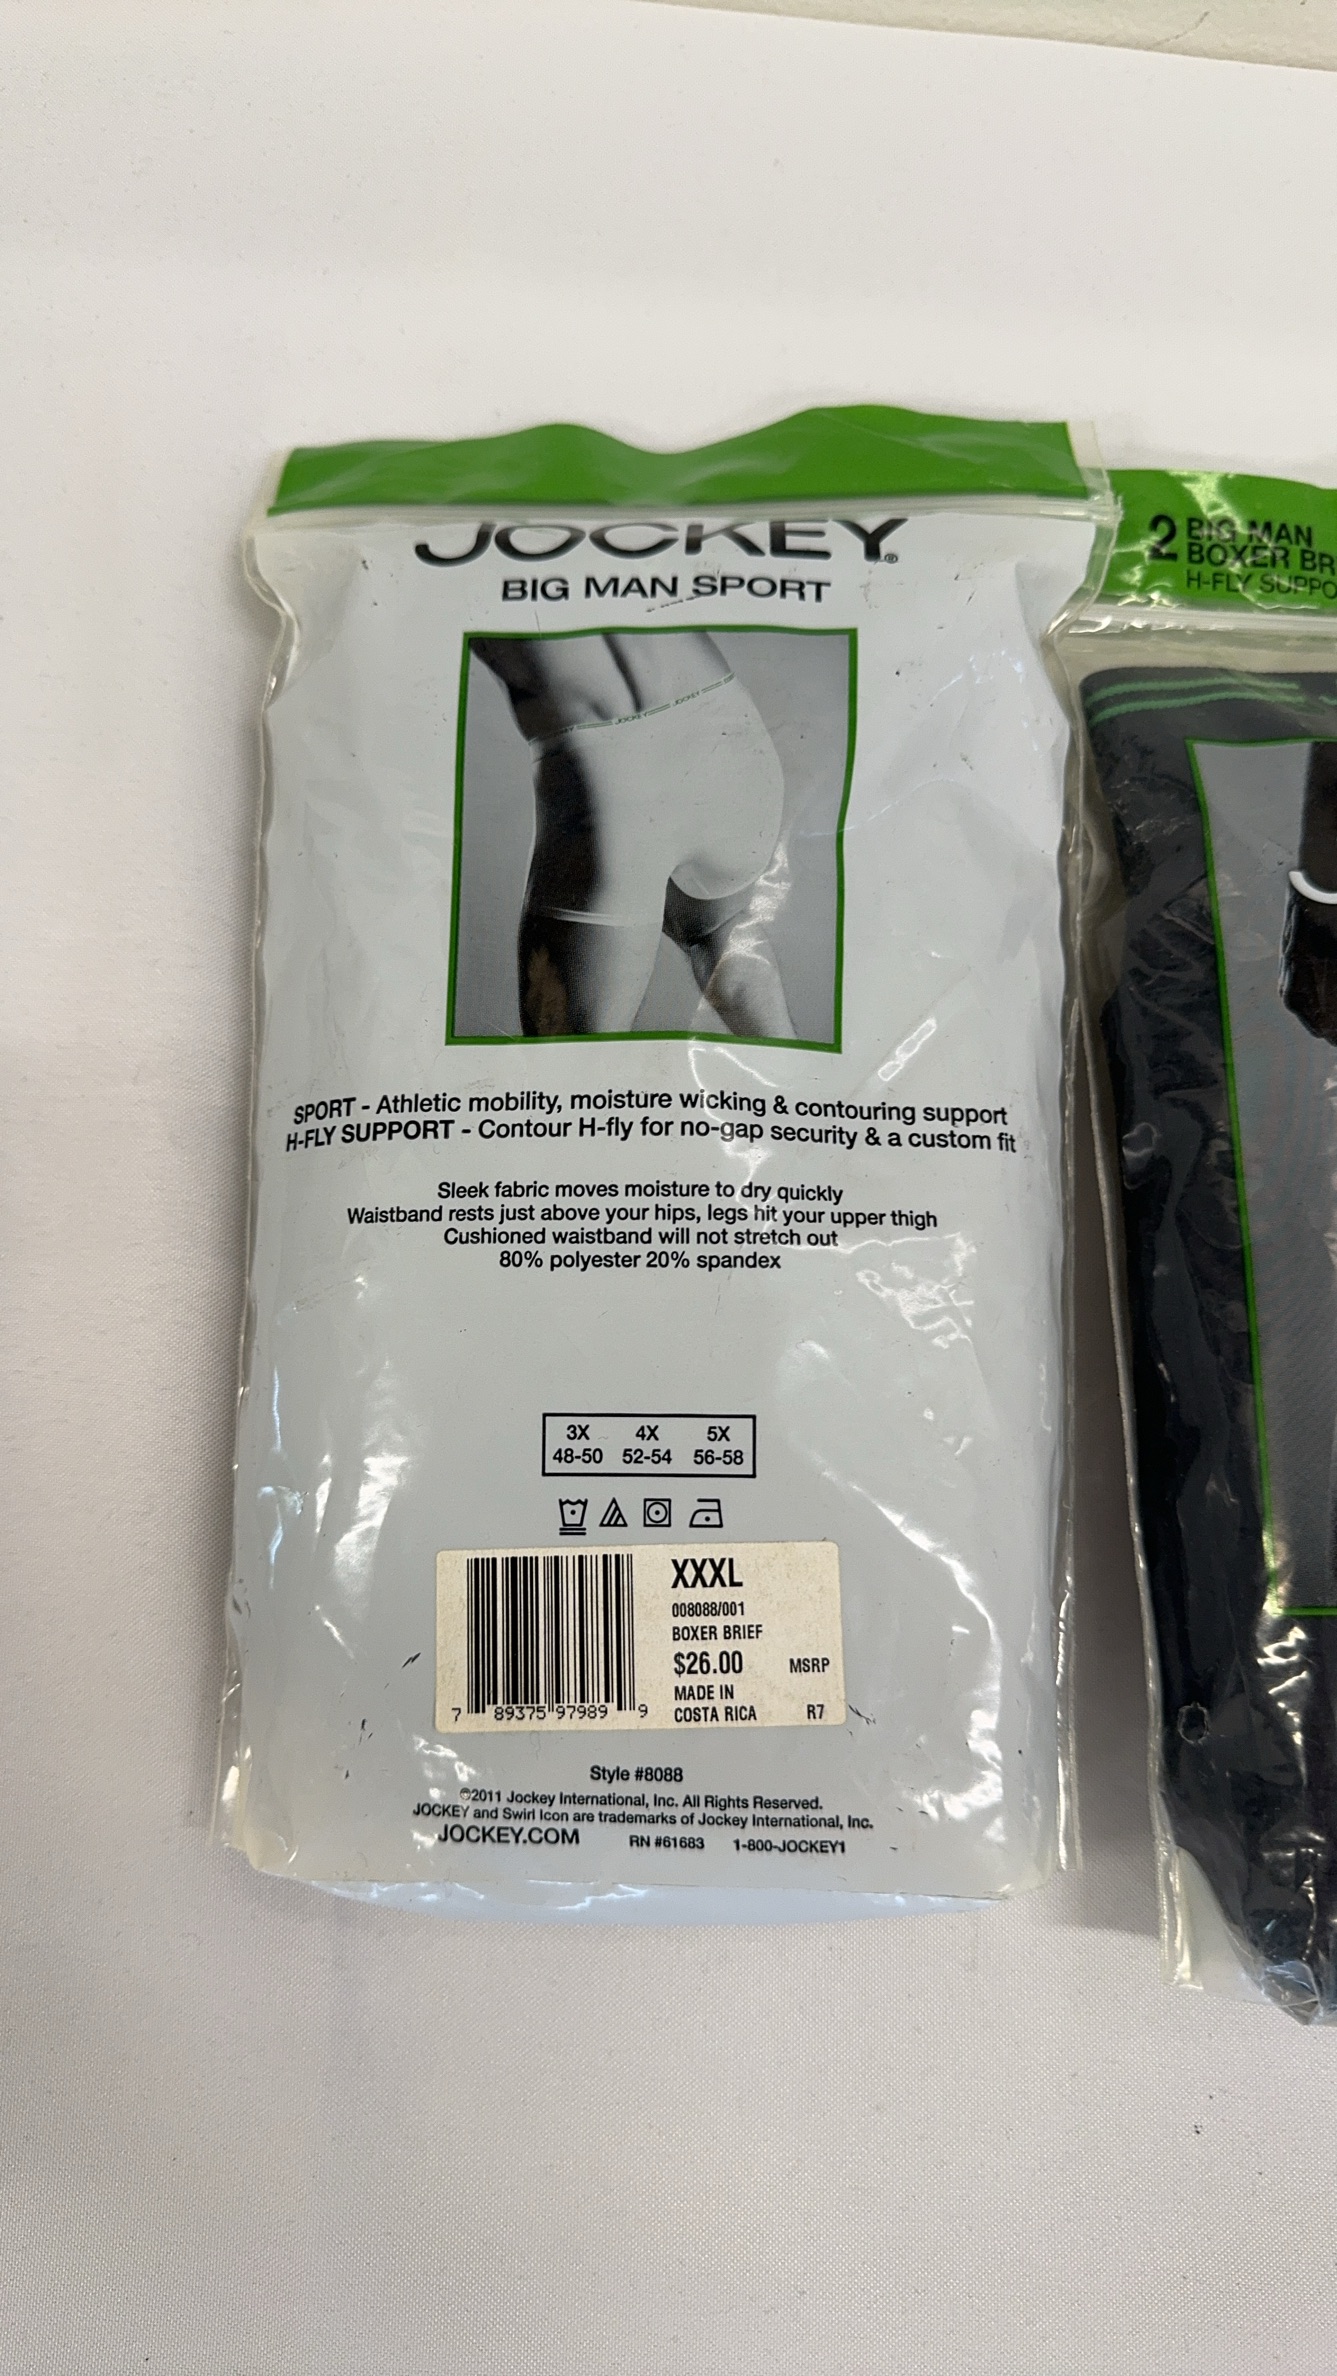 JOCKEY®
BIG MAN SPORT
JOCKEY JOCKEY
SPORT - Athletic mobility, moisture wicking & contouring support
H-FLY SUPPORT - Contour H-fly for no-gap security & a custom fit
Sleek fabric moves moisture to dry quickly
Waistband rests just above your hips, legs hit your upper thigh
Cushioned waistband will not stretch out
80% polyester 20% spandex
3X 4X 5X
48-50 52-54 56-58
XXXL
008088/001
BOXER BRIEF
$26.00 MSRP
MADE IN
COSTA RICA R7
7 89375 97989 9
Style #8088
©2011 Jockey International, Inc. All Rights Reserved.
JOCKEY and Swirl Icon are trademarks of Jockey International, Inc.
JOCKEY.COM RN #61683 1-800-JOCKEY1
2 BIG MAN
BOXER BR
H-FLY SUPPO